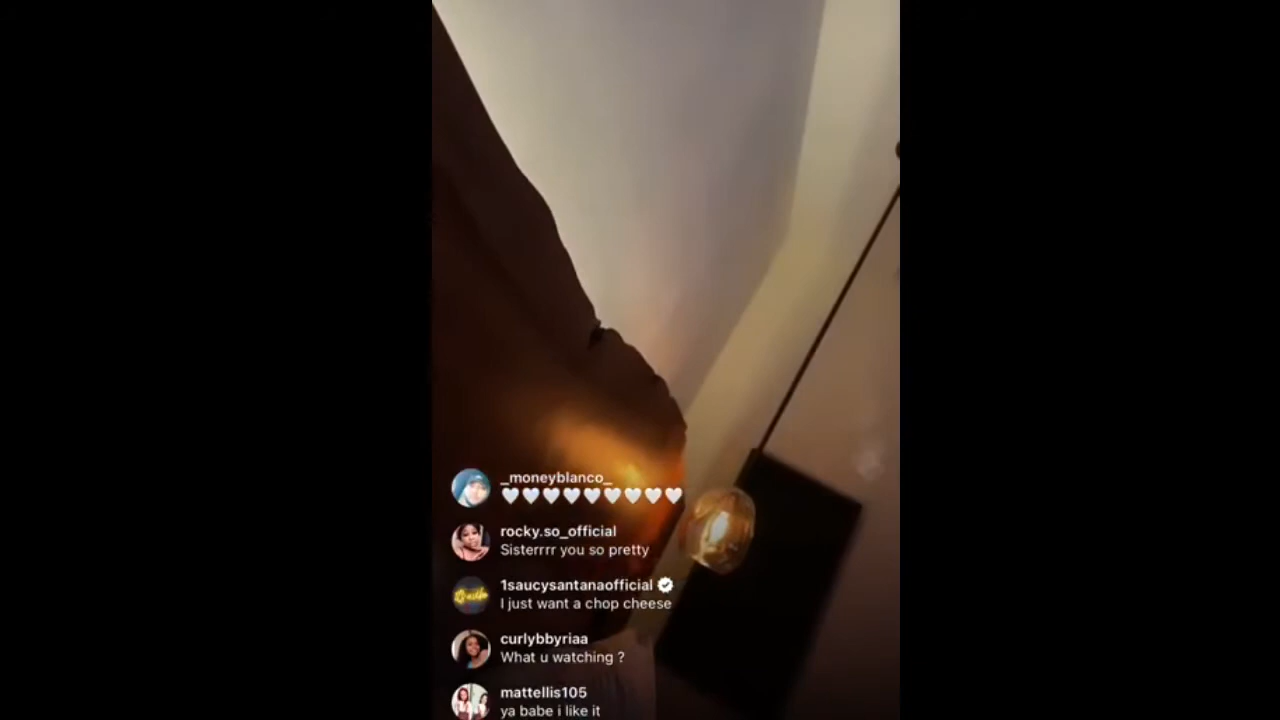 _moneyblanco_
🤍🤍🤍🤍🤍🤍🤍🤍🤍
rocky.so_official
Sisterrrr you so pretty
1saucysantanaofficial
I just want a chop cheese
curlybbyriaa
What u watching ?
mattellis105
ya babe i like it